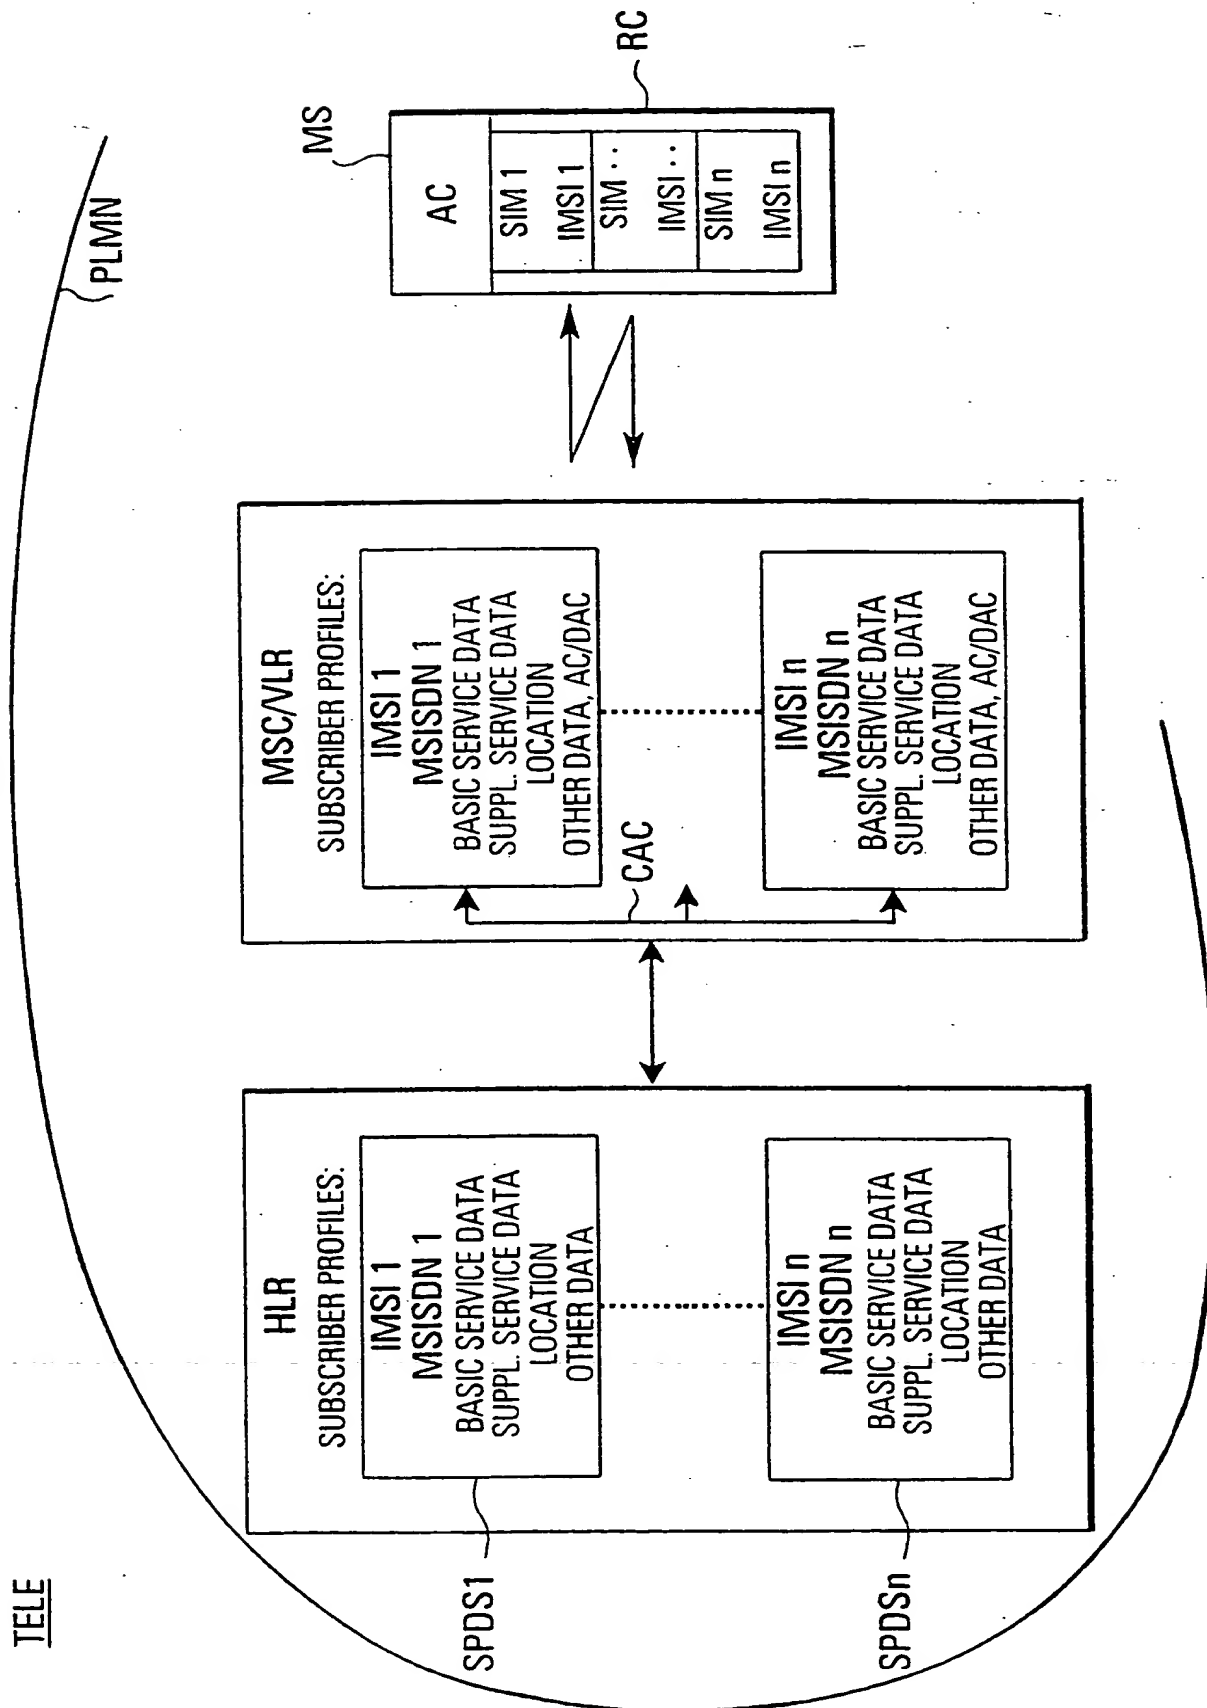 TELE
PLMN
HLR
SUBSCRIBER PROFILES:
IMSI 1
MSISDN 1
BASIC SERVICE DATA
SUPPL. SERVICE DATA
LOCATION
OTHER DATA
IMSI n
MSISDN n
BASIC SERVICE DATA
SUPPL. SERVICE DATA
LOCATION
OTHER DATA
SPDS1
SPDSn
MSC/VLR
SUBSCRIBER PROFILES:
IMSI 1
MSISDN 1
BASIC SERVICE DATA
SUPPL. SERVICE DATA
LOCATION
OTHER DATA, AC/DAC
CAC
IMSI n
MSISDN n
BASIC SERVICE DATA
SUPPL. SERVICE DATA
LOCATION
OTHER DATA, AC/DAC
MS
AC
SIM 1
IMSI 1
SIM ··
IMSI ··
SIM n
IMSI n
RC